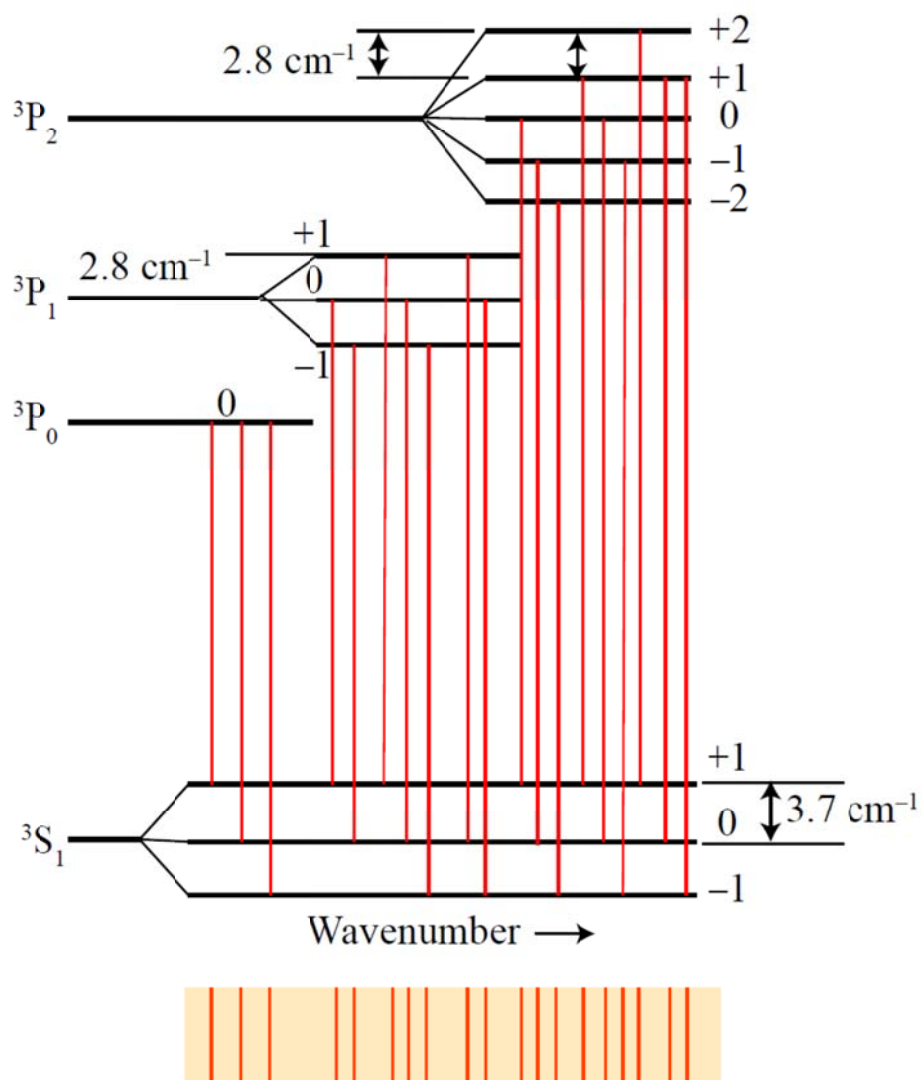 +2
2.8 cm⁻¹
+1
³P₂
0
−1
−2
+1
2.8 cm⁻¹
0
³P₁
−1
0
³P₀
+1
3.7 cm⁻¹
0
³S₁
−1
Wavenumber